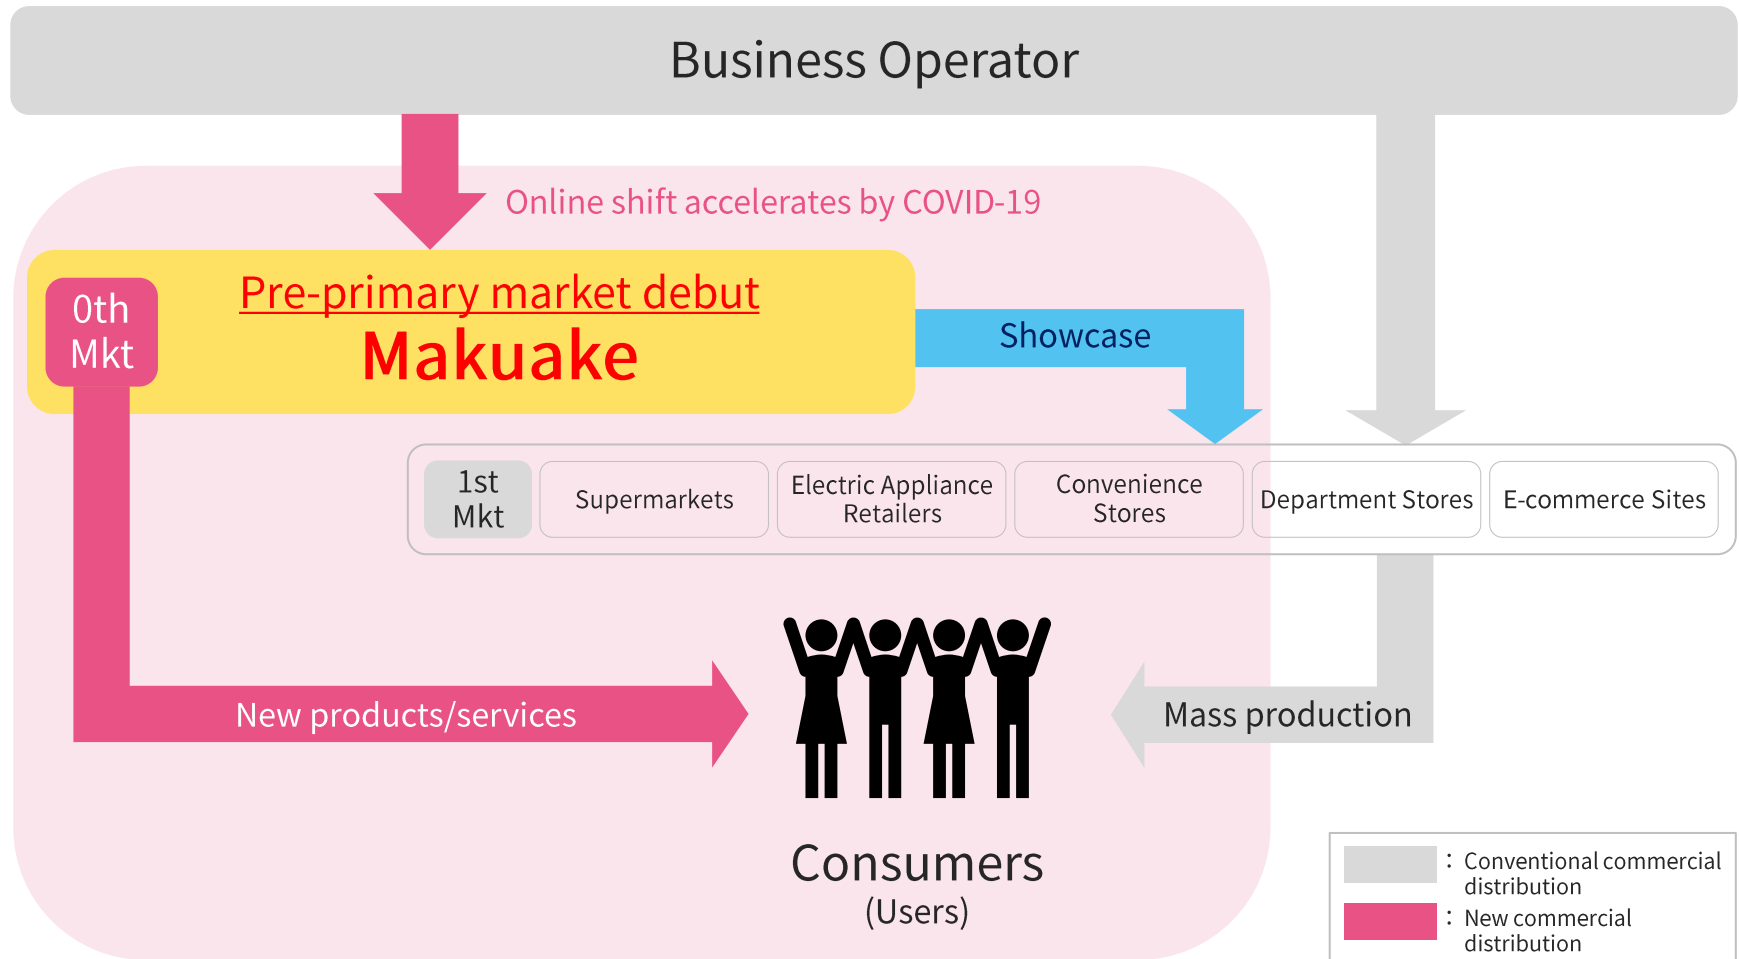 Business Operator
Online shift accelerates by COVID-19
0th
Mkt
Pre-primary market debut
Makuake
Showcase
1st
Mkt
Supermarkets
Electric Appliance
Retailers
Convenience
Stores
Department Stores
E-commerce Sites
New products/services
Mass production
Consumers
(Users)
: Conventional commercial
distribution
: New commercial
distribution